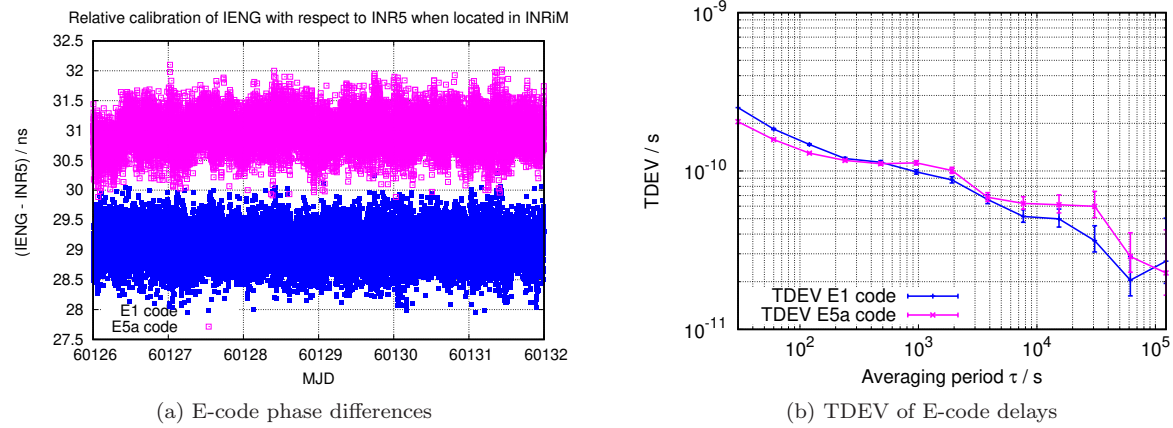 Relative calibration of IENG with respect to INR5 when located in INRiM
32.5
32
31.5
31
30.5
30
29.5
29
28.5
28
27.5
(IENG - INR5) / ns
E1 code
E5a code
60126 60127 60128 60129 60130 60131 60132
MJD
(a) E-code phase differences
10^-9
10^-10
10^-11
TDEV / s
TDEV E1 code
TDEV E5a code
10^2 10^3 10^4 10^5
Averaging period τ / s
(b) TDEV of E-code delays